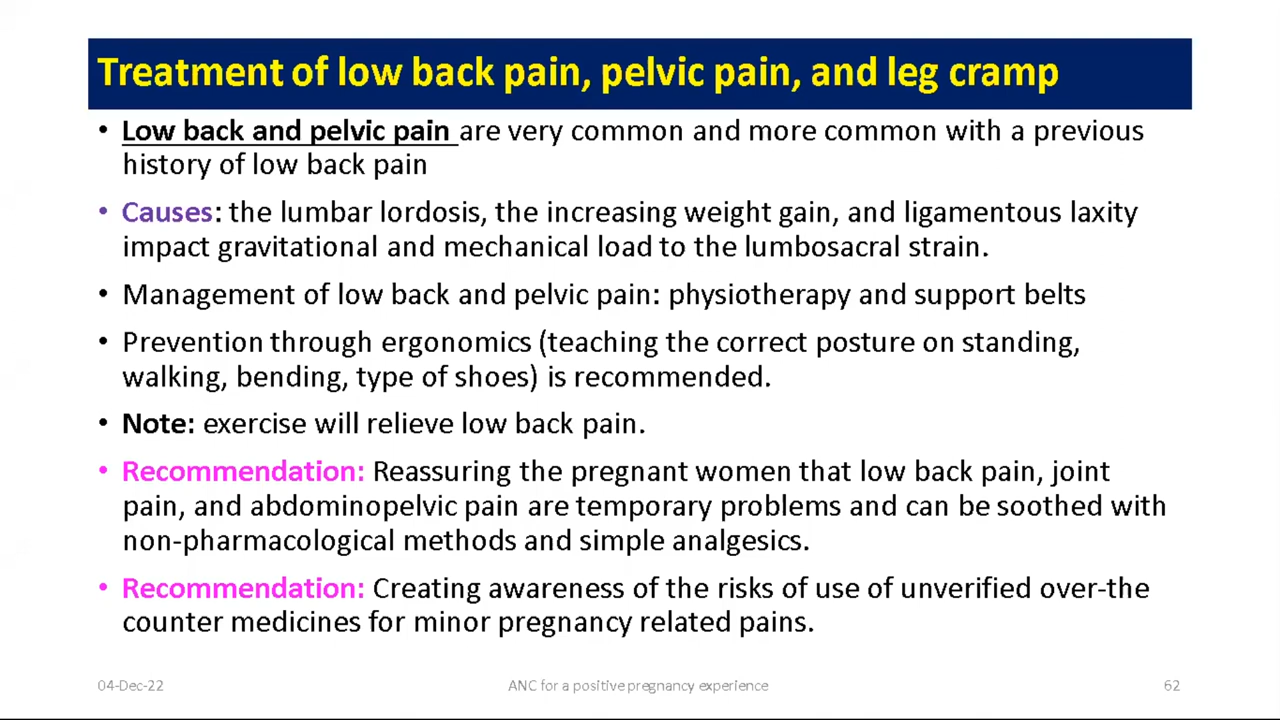 Treatment of low back pain, pelvic pain, and leg cramp
• Low back and pelvic pain are very common and more common with a previous
history of low back pain
• Causes: the lumbar lordosis, the increasing weight gain, and ligamentous laxity
impact gravitational and mechanical load to the lumbosacral strain.
• Management of low back and pelvic pain: physiotherapy and support belts
• Prevention through ergonomics (teaching the correct posture on standing,
walking, bending, type of shoes) is recommended.
• Note: exercise will relieve low back pain.
• Recommendation: Reassuring the pregnant women that low back pain, joint
pain, and abdominopelvic pain are temporary problems and can be soothed with
non-pharmacological methods and simple analgesics.
• Recommendation: Creating awareness of the risks of use of unverified over-the
counter medicines for minor pregnancy related pains.
04-Dec-22 ANC for a positive pregnancy experience 62